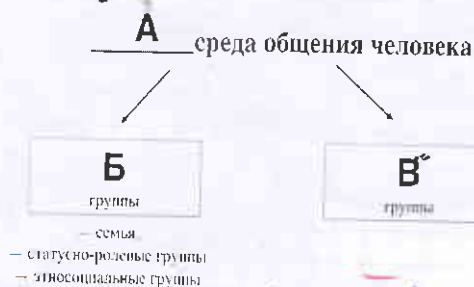 А
среда общения человека
Б
В
группы
группы
– семья
– статусно-ролевые группы
– этносоциальные группы